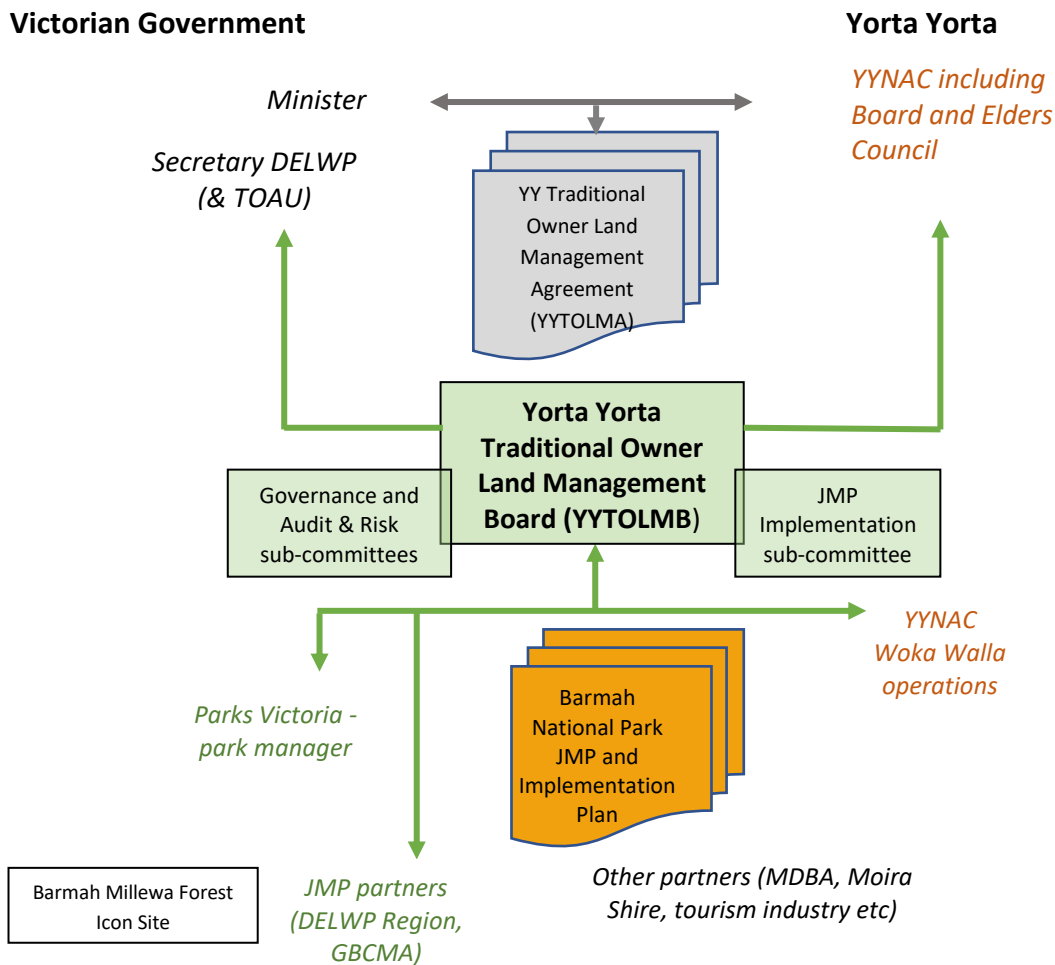 Victorian Government
Yorta Yorta
Minister
YYNAC including
Board and Elders
Council
Secretary DELWP
(& TOAU)
YY Traditional
Owner Land
Management
Agreement
(YYTOLMA)
Yorta Yorta
Traditional Owner
Land Management
Board (YYTOLMB)
Governance and
Audit & Risk
sub-committees
JMP
Implementation
sub-committee
YYNAC
Woka Walla
operations
Parks Victoria -
park manager
Barmah
National Park
JMP and
Implementation
Plan
Barmah Millewa Forest
Icon Site
JMP partners
(DELWP Region,
GBCMA)
Other partners (MDBA, Moira
Shire, tourism industry etc)